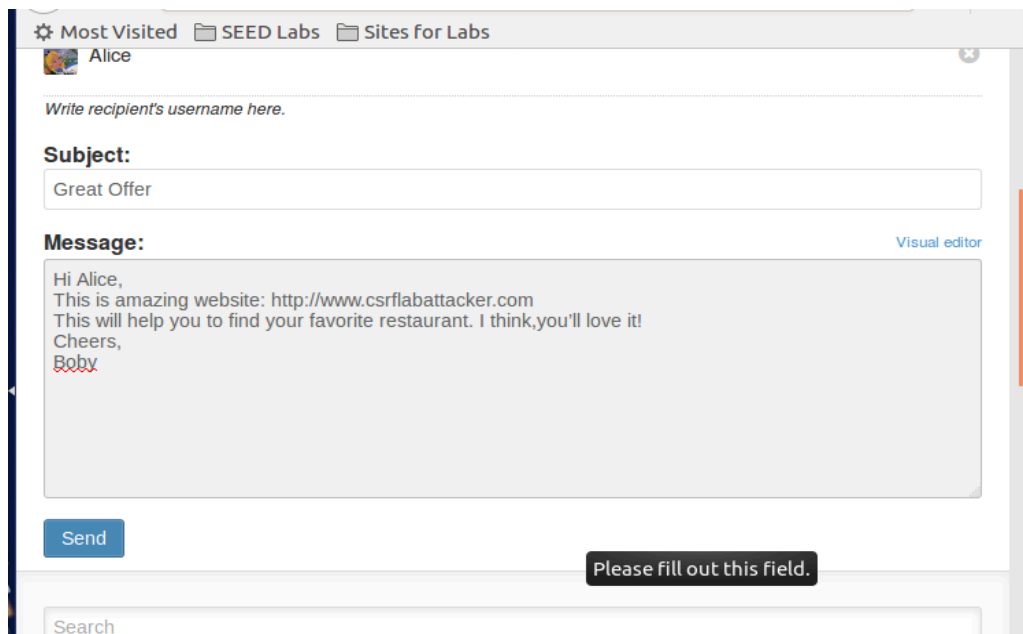 Most Visited SEED Labs Sites for Labs
Alice
Write recipient's username here.
Subject:
Great Offer
Message: Visual editor
Hi Alice,
This is amazing website: http://www.csrflabattacker.com
This will help you to find your favorite restaurant. I think,you’ll love it!
Cheers,
Boby
Send
Please fill out this field.
Search